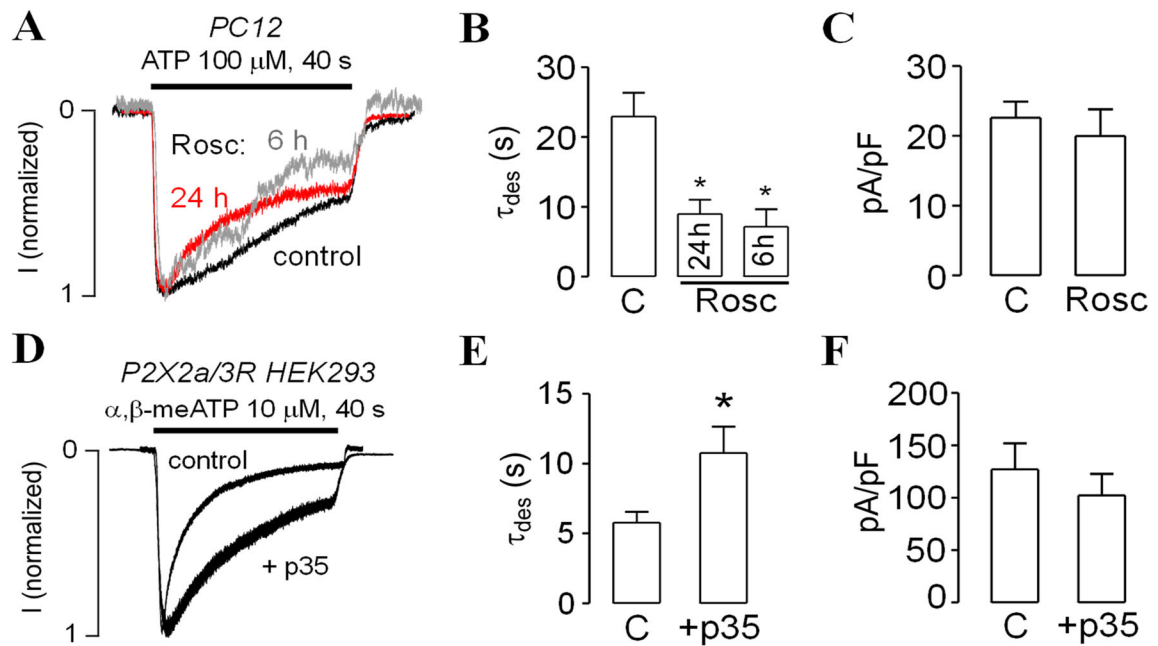 A
PC12
ATP 100 µM, 40 s
0
Rosc:
6 h
24 h
control
1
I (normalized)
B
30
20
10
0
τdes (s)
*
*
24h
6h
C
Rosc
C
30
20
10
0
pA/pF
C
Rosc
D
P2X2a/3R HEK293
α,β-meATP 10 µM, 40 s
0
control
+ p35
1
I (normalized)
E
15
10
5
0
τdes (s)
*
C
+p35
F
200
150
100
50
0
pA/pF
C
+p35